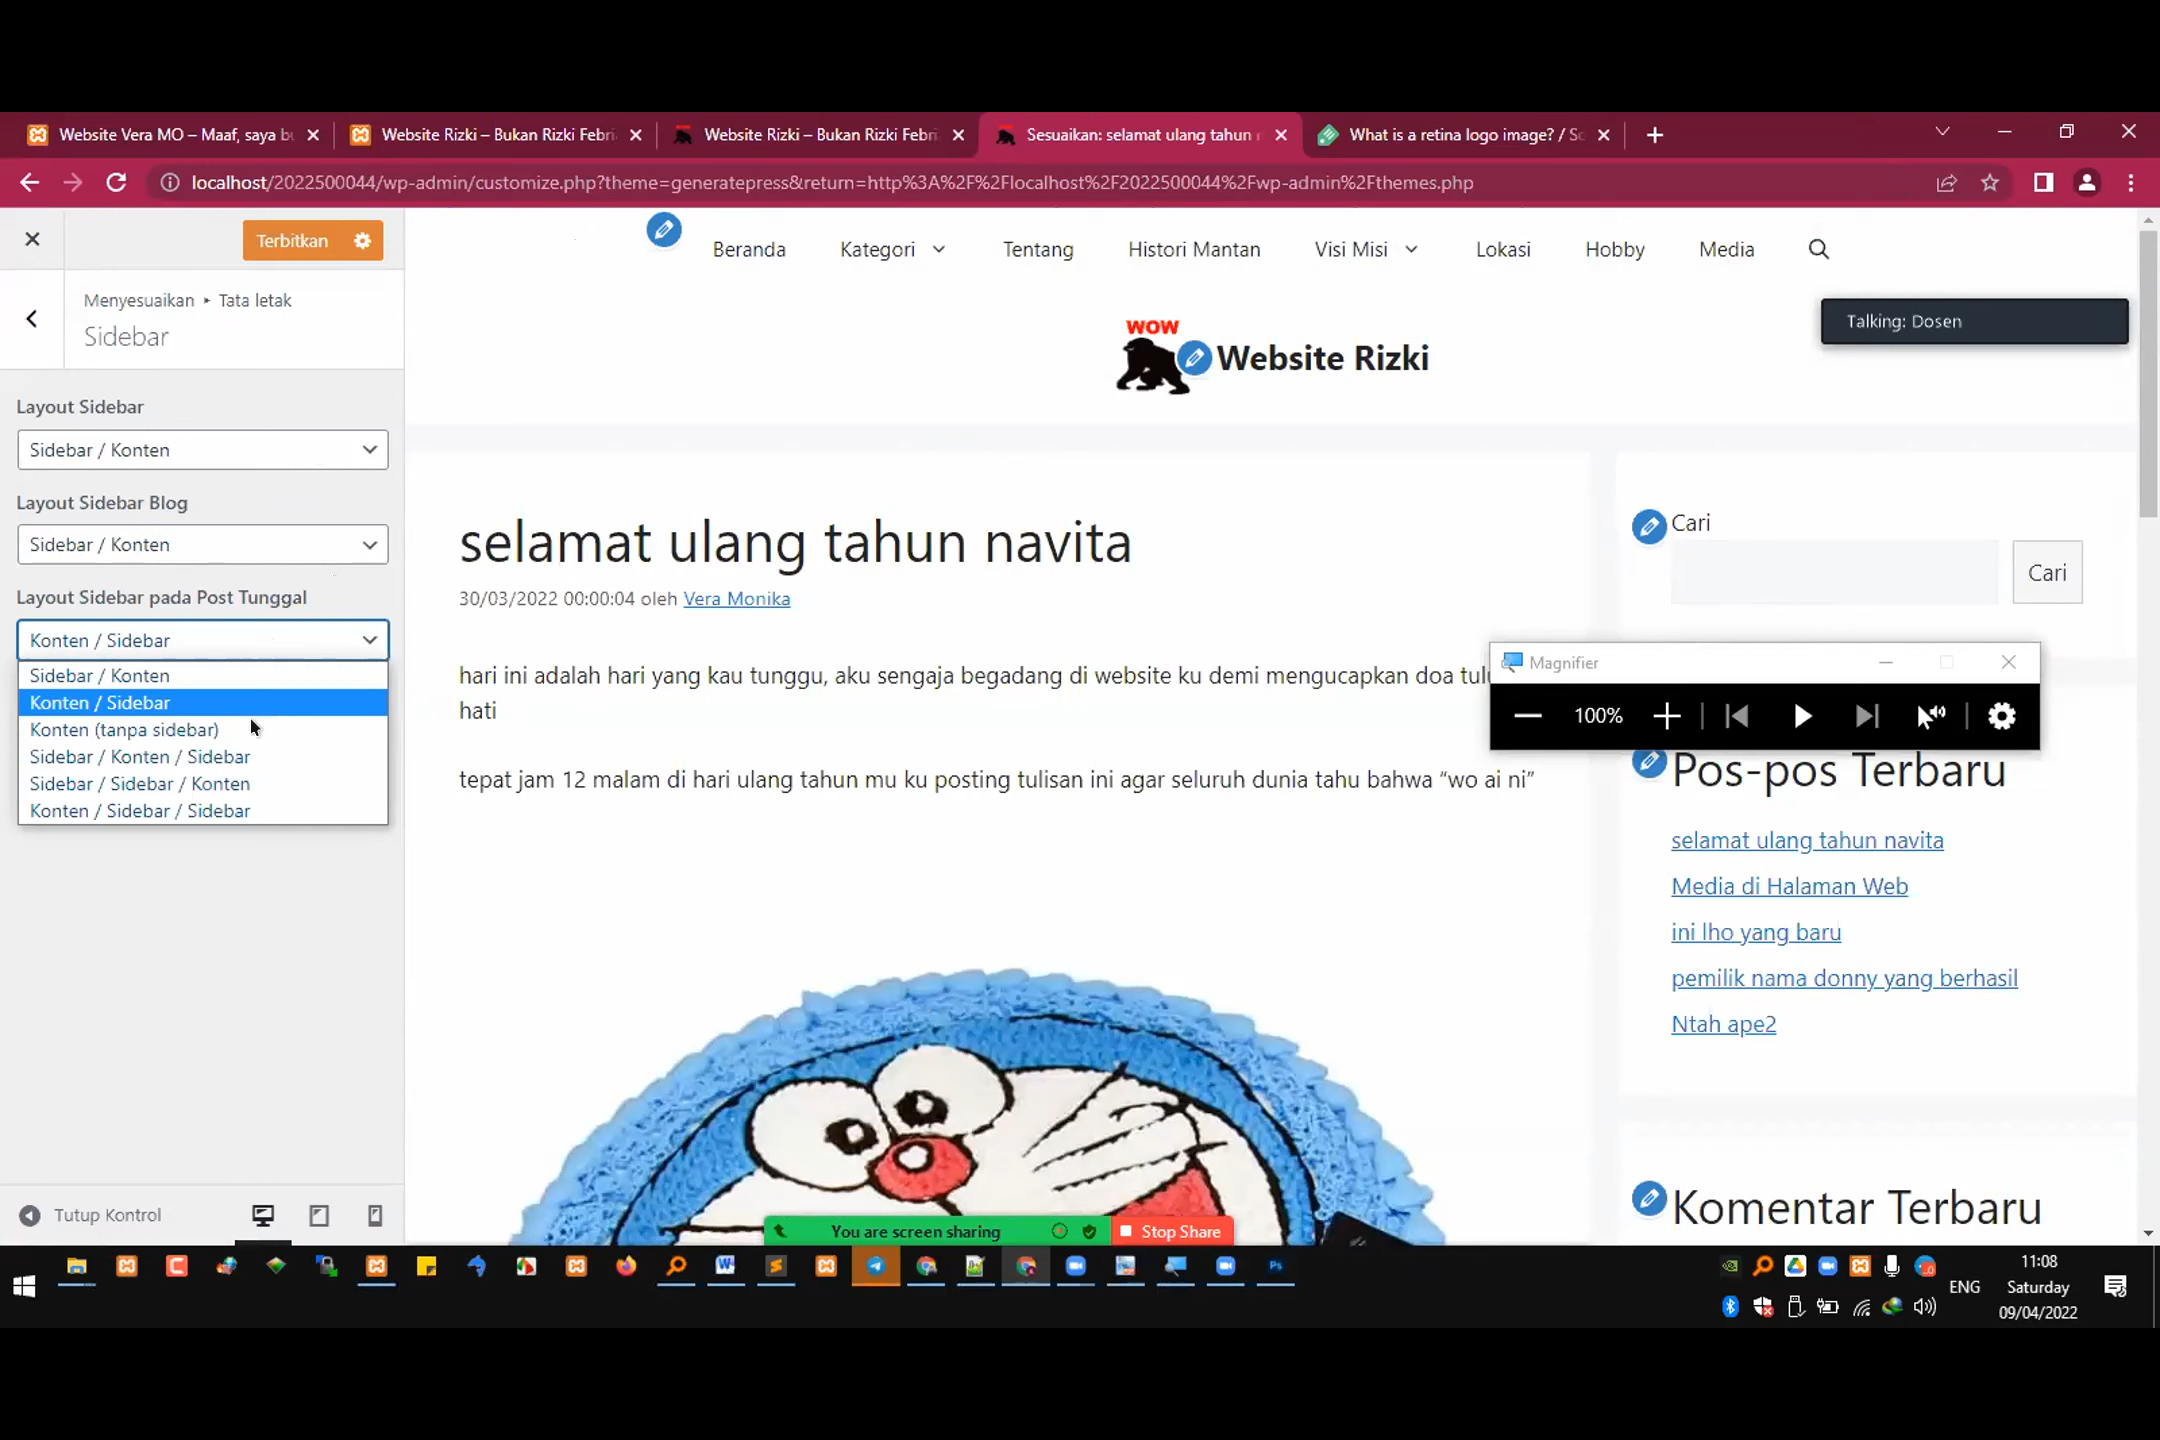 Website Vera MO – Maaf, saya bu
Website Rizki – Bukan Rizki Febri
Website Rizki – Bukan Rizki Febri
Sesuaikan: selamat ulang tahun
What is a retina logo image? / Sc
localhost/2022500044/wp-admin/customize.php?theme=generatepress&return=http%3A%2F%2Flocalhost%2F2022500044%2Fwp-admin%2Fthemes.php
Terbitkan
Menyesuaikan ▸ Tata letak
Sidebar
Layout Sidebar
Sidebar / Konten
Layout Sidebar Blog
Sidebar / Konten
Layout Sidebar pada Post Tunggal
Konten / Sidebar
Sidebar / Konten
Konten / Sidebar
Konten (tanpa sidebar)
Sidebar / Konten / Sidebar
Sidebar / Sidebar / Konten
Konten / Sidebar / Sidebar
Tutup Kontrol
Beranda
Kategori
Tentang
Histori Mantan
Visi Misi
Lokasi
Hobby
Media
Talking: Dosen
WOW
Website Rizki
selamat ulang tahun navita
30/03/2022 00:00:04 oleh Vera Monika
hari ini adalah hari yang kau tunggu, aku sengaja begadang di website ku demi mengucapkan doa
hati
tepat jam 12 malam di hari ulang tahun mu ku posting tulisan ini agar seluruh dunia tahu bahwa “wo ai ni”
Cari
Cari
Magnifier
100%
Pos-pos Terbaru
selamat ulang tahun navita
Media di Halaman Web
ini lho yang baru
pemilik nama donny yang berhasil
Ntah ape2
Komentar Terbaru
You are screen sharing
Stop Share
Ps
ENG
11:08
Saturday
09/04/2022